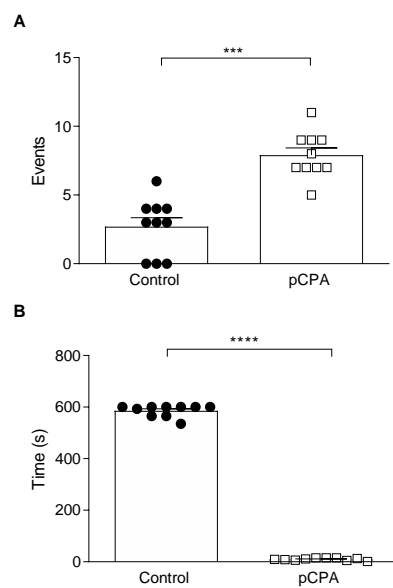 A
***
15
10
5
0
Events
Control pCPA
B
****
800
600
400
200
0
Time (s)
Control pCPA